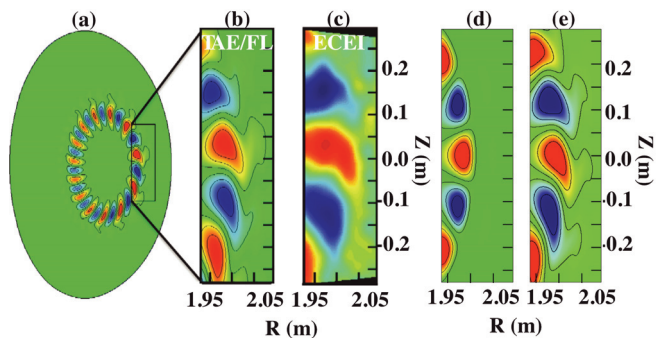 (a) (b) (c) (d) (e)
TAE/FL ECEI
0.2 0.2
0.1 0.1
0.0 Z 0.0 Z
(m) (m)
-0.1 -0.1
-0.2 -0.2
1.95 2.05 1.95 2.05 1.95 2.05 1.95 2.05
R (m) R (m)